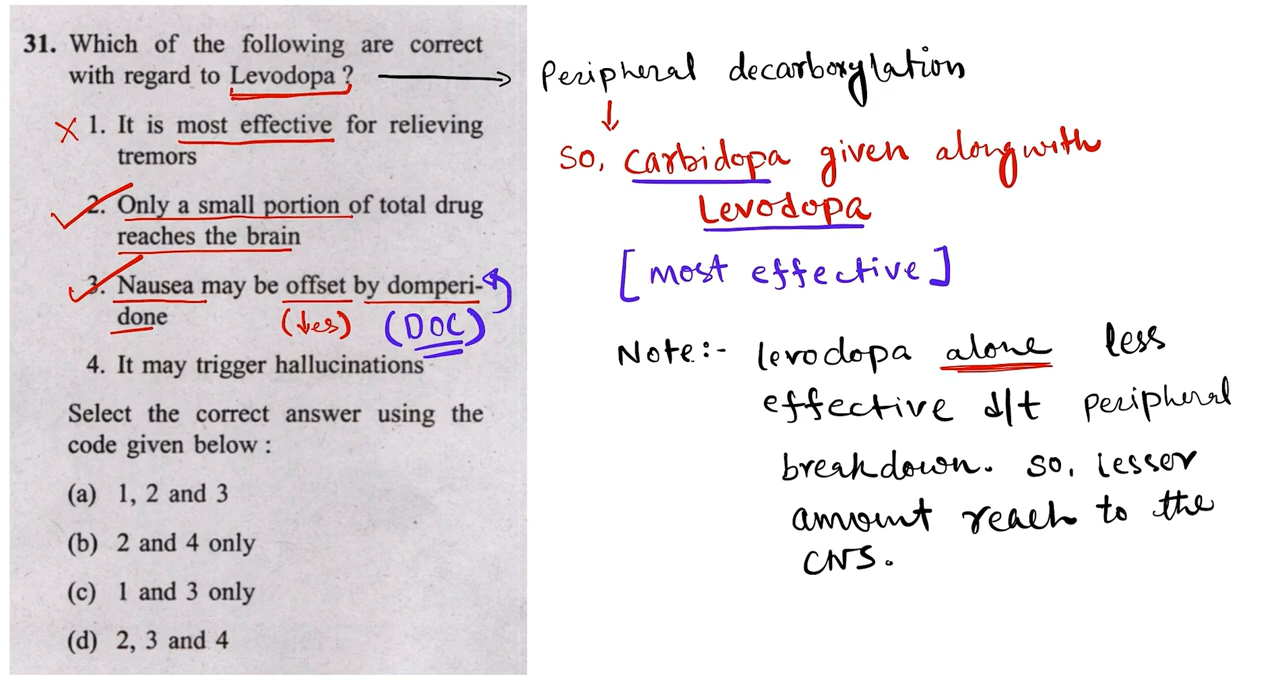 31. Which of the following are correct
with regard to Levodopa ?
1. It is most effective for relieving
tremors
2. Only a small portion of total drug
reaches the brain
3. Nausea may be offset by domperi-
done
(↓es) (DOC)
4. It may trigger hallucinations
Select the correct answer using the
code given below :
(a) 1, 2 and 3
(b) 2 and 4 only
(c) 1 and 3 only
(d) 2, 3 and 4
Peripheral decarboxylation
So, Carbidopa given alongwith
Levodopa
[most effective]
Note:- levodopa alone less
effective d/t peripheral
breakdown. So, lesser
amount reach to the
CNS.